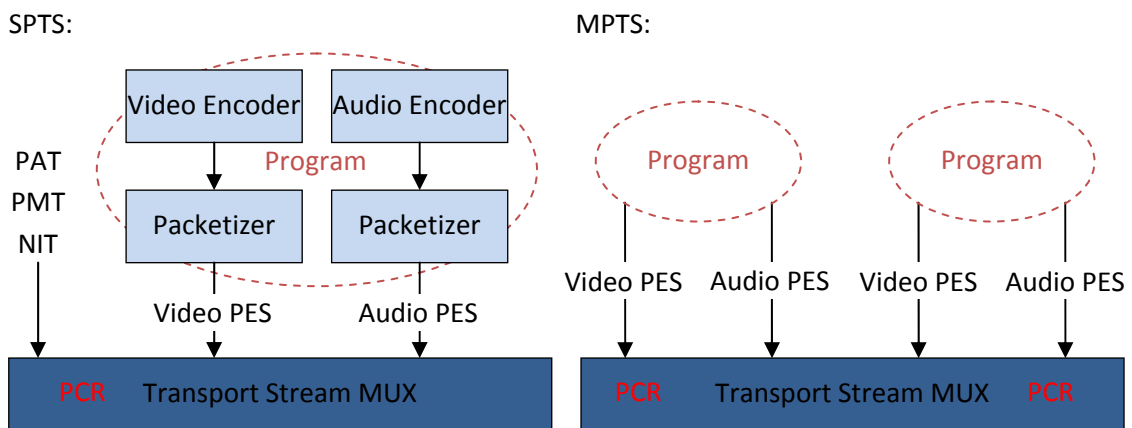 SPTS:
Video Encoder
Audio Encoder
Program
PAT
PMT
NIT
Packetizer
Packetizer
Video PES
Audio PES
PCR
Transport Stream MUX
MPTS:
Program
Program
Video PES
Audio PES
Video PES
Audio PES
PCR
Transport Stream MUX
PCR